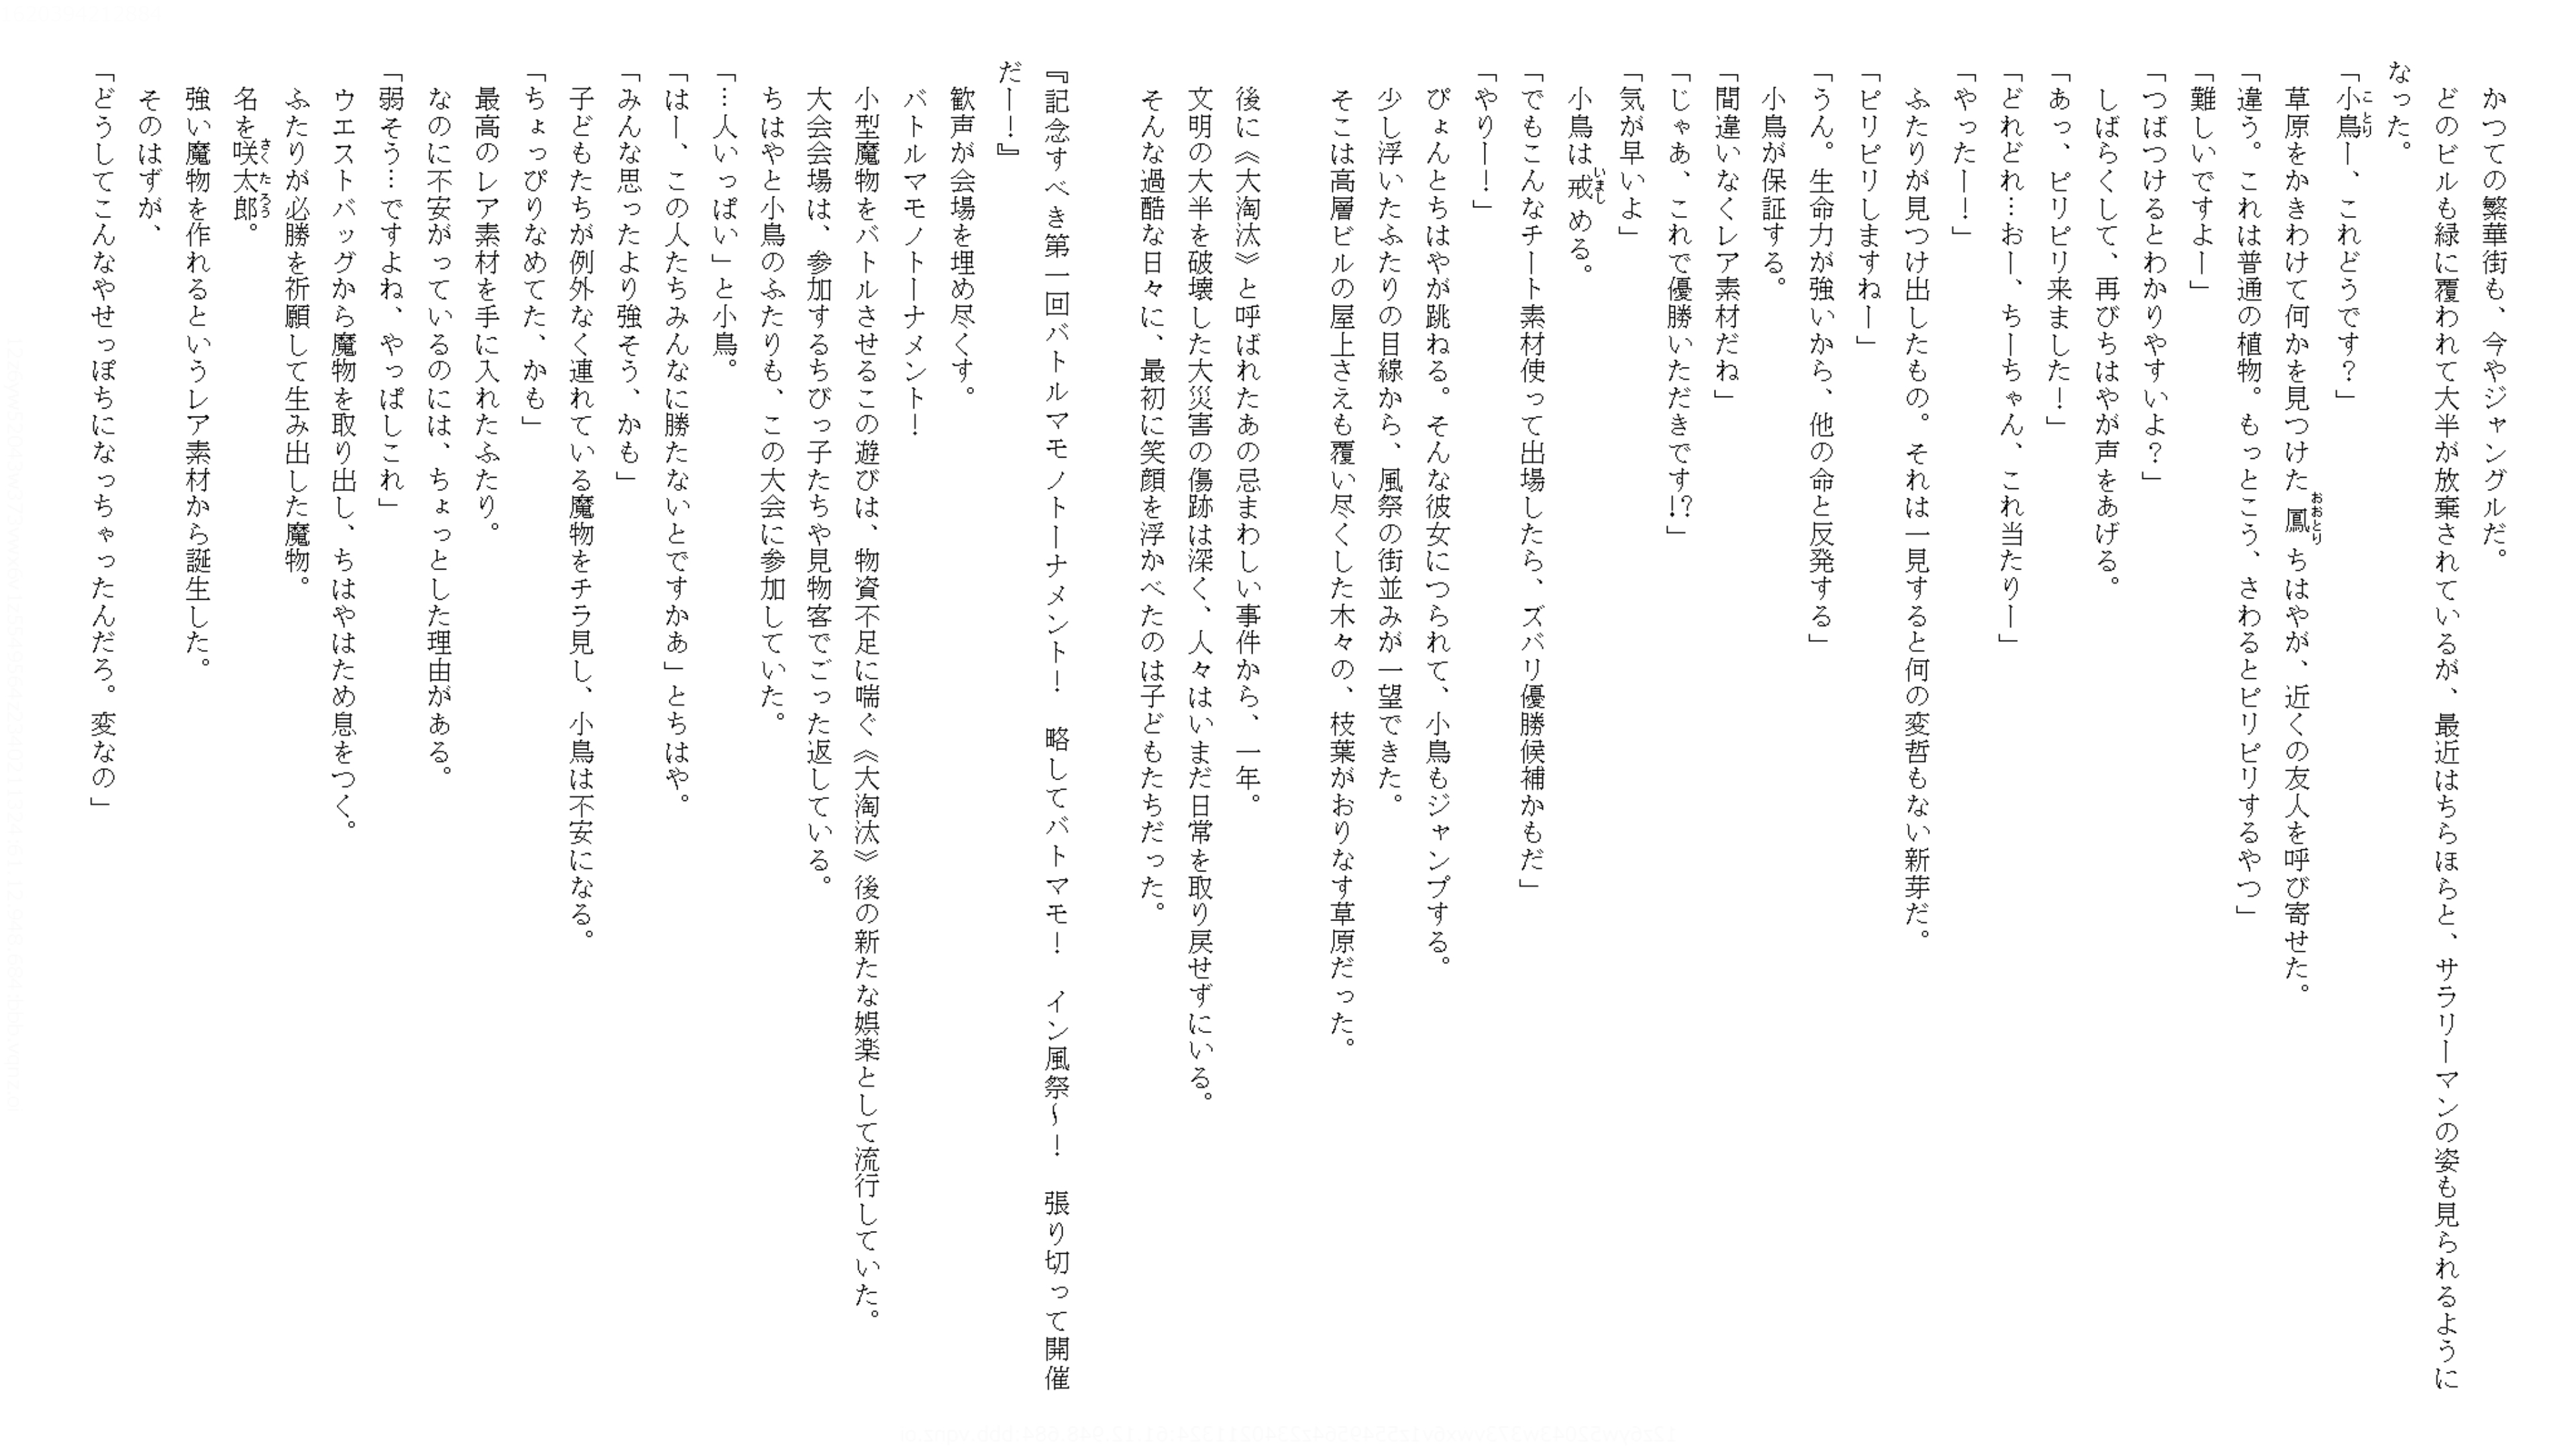 かつての繁華街も、今やジャングルだ。
どのビルも緑に覆われて大半が放棄されているが、最近はちらほらと、サラリーマンの姿も見られるように
なった。
「小鳥ー、これどうです？」
草原をかきわけて何かを見つけた鳳ちはやが、近くの友人を呼び寄せた。
「違う。これは普通の植物。もっとこう、さわるとピリピリするやつ」
「難しいですよー」
「つばつけるとわかりやすいよ？」
しばらくして、再びちはやが声をあげる。
「あっ、ピリピリ来ました！」
「どれどれ…おー、ちーちゃん、これ当たりー」
「やったー！」
ふたりが見つけ出したもの。それは一見すると何の変哲もない新芽だ。
「ピリピリしますねー」
「うん。生命力が強いから、他の命と反発する」
小鳥が保証する。
「間違いなくレア素材だね」
「じゃあ、これで優勝いただきです!?」
「気が早いよ」
小鳥は戒める。
「でもこんなチート素材使って出場したら、ズバリ優勝候補かもだ」
「やりー！」
ぴょんとちはやが跳ねる。そんな彼女につられて、小鳥もジャンプする。
少し浮いたふたりの目線から、風祭の街並みが一望できた。
そこは高層ビルの屋上さえも覆い尽くした木々の、枝葉がおりなす草原だった。
後に《大淘汰》と呼ばれたあの忌まわしい事件から、一年。
文明の大半を破壊した大災害の傷跡は深く、人々はいまだ日常を取り戻せずにいる。
そんな過酷な日々に、最初に笑顔を浮かべたのは子どもたちだった。
『記念すべき第一回バトルマモノトーナメント！　略してバトマモ！　イン風祭～！　張り切って開催
だー！』
歓声が会場を埋め尽くす。
バトルマモノトーナメント！
小型魔物をバトルさせるこの遊びは、物資不足に喘ぐ《大淘汰》後の新たな娯楽として流行していた。
大会会場は、参加するちびっ子たちや見物客でごった返している。
ちはやと小鳥のふたりも、この大会に参加していた。
「…人いっぱい」と小鳥。
「はー、この人たちみんなに勝たないとですかあ」とちはや。
「みんな思ったより強そう、かも」
子どもたちが例外なく連れている魔物をチラ見し、小鳥は不安になる。
「ちょっぴりなめてた、かも」
最高のレア素材を手に入れたふたり。
なのに不安がっているのには、ちょっとした理由がある。
「弱そう…ですよね、やっぱしこれ」
ウエストバッグから魔物を取り出し、ちはやはため息をつく。
ふたりが必勝を祈願して生み出した魔物。
名を咲太郎。
強い魔物を作れるというレア素材から誕生した。
そのはずが、
「どうしてこんなやせっぽちになっちゃったんだろ。変なの」